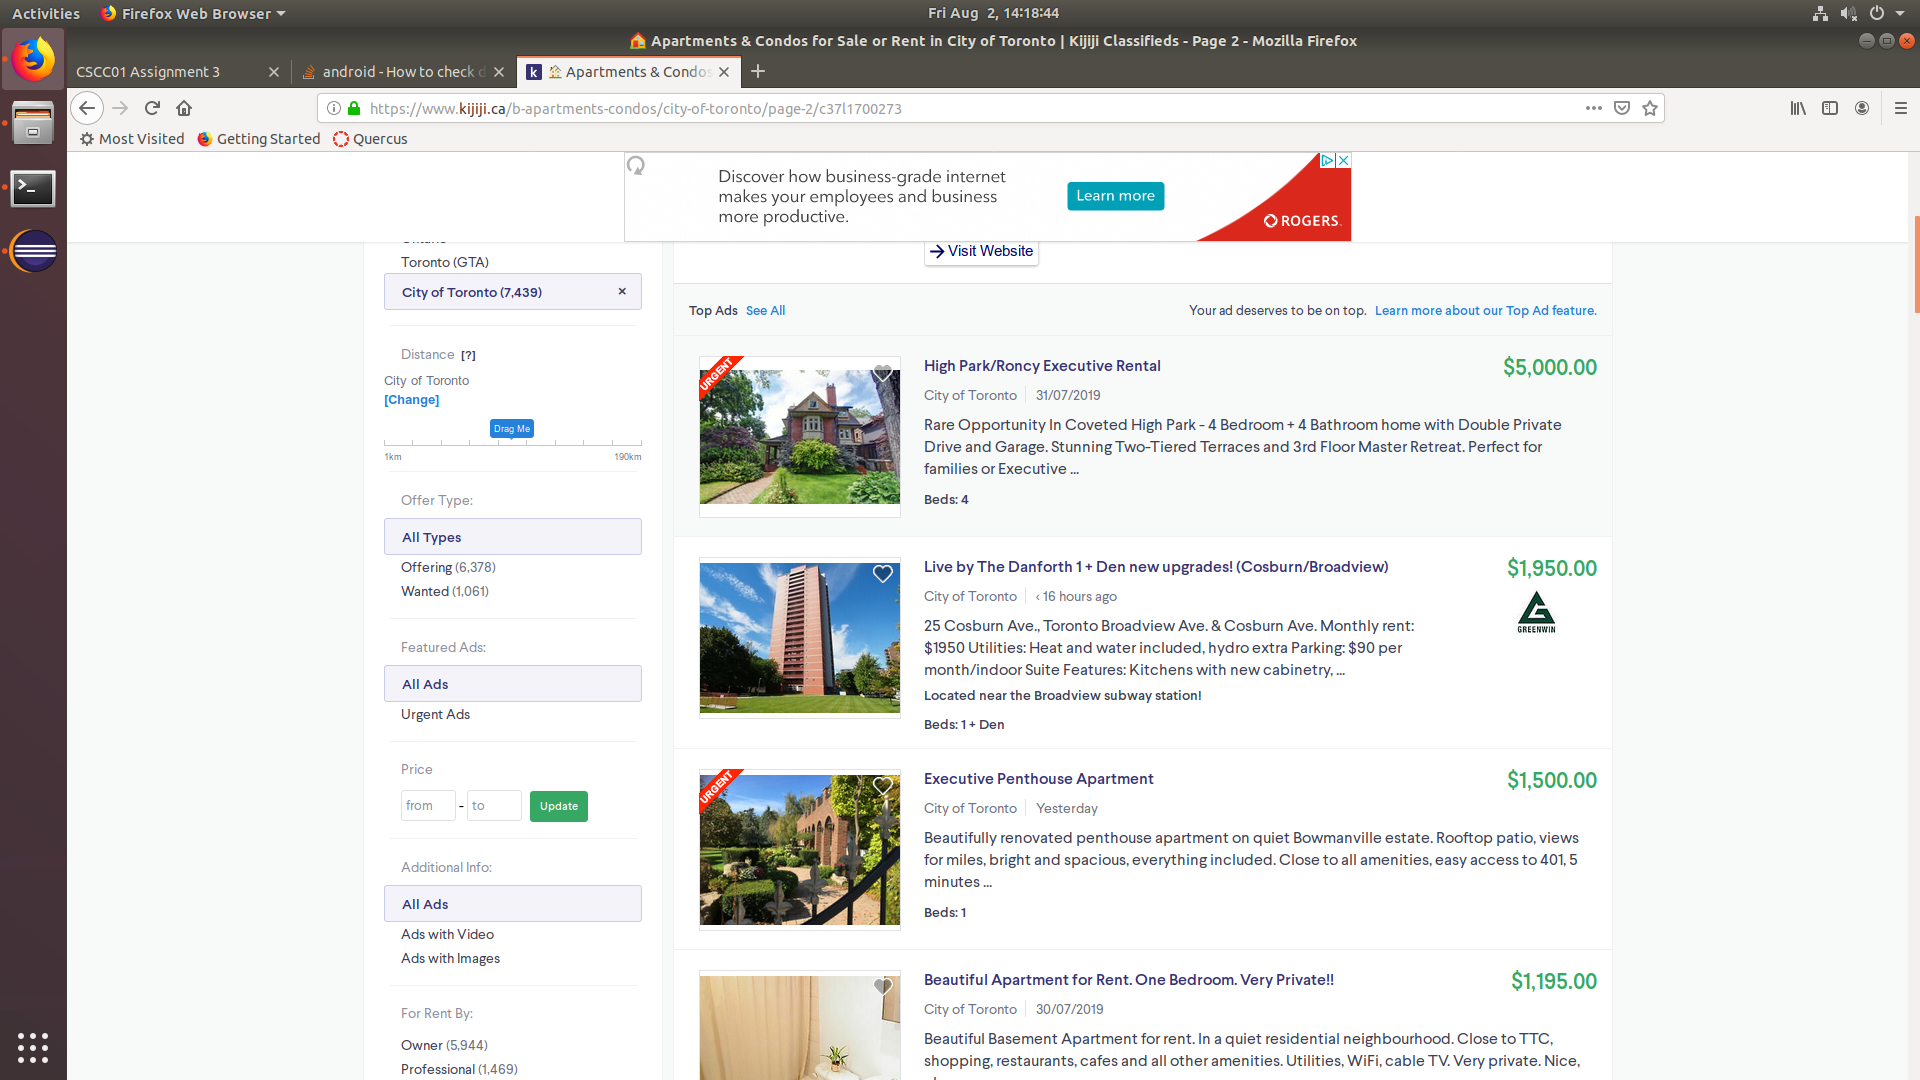 Activities
Firefox Web Browser
Fri Aug 2, 14:18:44
Apartments & Condos for Sale or Rent in City of Toronto | Kijiji Classifieds - Page 2 - Mozilla Firefox
CSCC01 Assignment 3
android - How to check d
Apartments & Condos
https://www.kijiji.ca/b-apartments-condos/city-of-toronto/page-2/c37l1700273
Most Visited
Getting Started
Quercus
Discover how business-grade internet
makes your employees and business
more productive.
Learn more
ROGERS
Visit Website
Toronto (GTA)
City of Toronto (7,439)
Distance [?]
City of Toronto
[Change]
Drag Me
1km
190km
Offer Type:
All Types
Offering (6,378)
Wanted (1,061)
Featured Ads:
All Ads
Urgent Ads
Price
from - to Update
Additional Info:
All Ads
Ads with Video
Ads with Images
For Rent By:
Owner (5,944)
Professional (1,469)
Top Ads See All
Your ad deserves to be on top. Learn more about our Top Ad feature.
URGENT
High Park/Roncy Executive Rental
$5,000.00
City of Toronto 31/07/2019
Rare Opportunity In Coveted High Park - 4 Bedroom + 4 Bathroom home with Double Private
Drive and Garage. Stunning Two-Tiered Terraces and 3rd Floor Master Retreat. Perfect for
families or Executive ...
Beds: 4
Live by The Danforth 1 + Den new upgrades! (Cosburn/Broadview)
$1,950.00
City of Toronto < 16 hours ago
GREENWIN
25 Cosburn Ave., Toronto Broadview Ave. & Cosburn Ave. Monthly rent:
$1950 Utilities: Heat and water included, hydro extra Parking: $90 per
month/indoor Suite Features: Kitchens with new cabinetry, ...
Located near the Broadview subway station!
Beds: 1 + Den
URGENT
Executive Penthouse Apartment
$1,500.00
City of Toronto Yesterday
Beautifully renovated penthouse apartment on quiet Bowmanville estate. Rooftop patio, views
for miles, bright and spacious, everything included. Close to all amenities, easy access to 401, 5
minutes ...
Beds: 1
Beautiful Apartment for Rent. One Bedroom. Very Private!!
$1,195.00
City of Toronto 30/07/2019
Beautiful Basement Apartment for rent. In a quiet residential neighbourhood. Close to TTC,
shopping, restaurants, cafes and all other amenities. Utilities, WiFi, cable TV. Very private. Nice,